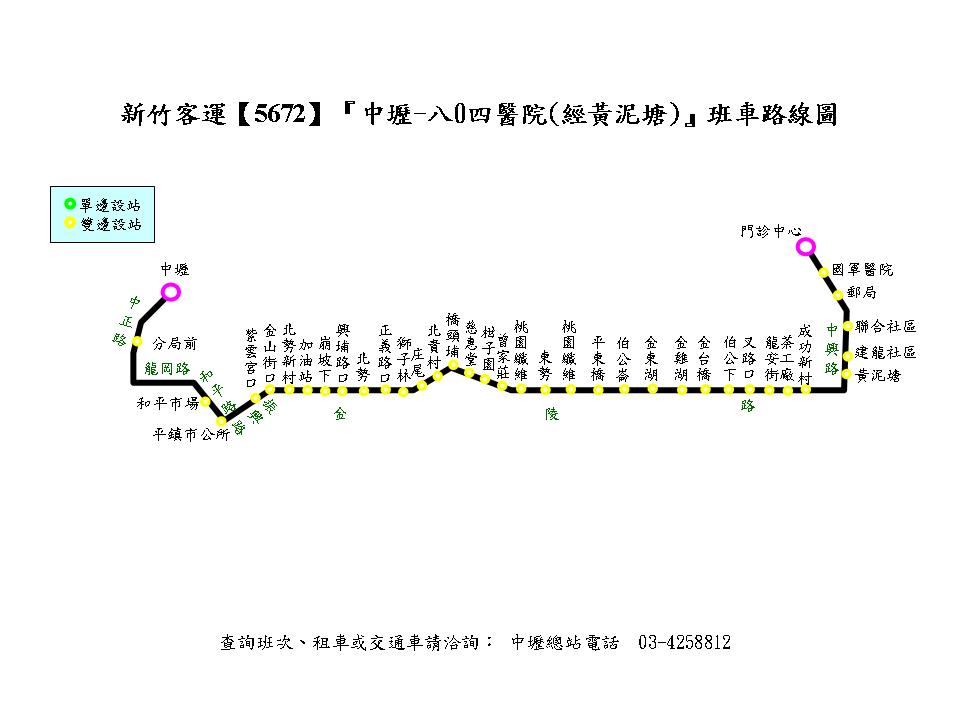 新竹客運【5672】『中壢-八0四醫院(經黃泥塘)』班車路線圖
單邊設站
雙邊設站
中壢
中正路
分局前
龍岡路
和平路
和平市場
平鎮市公所
振興路
紫雲宮口
金山街口
北勢新村
加油站
崩坡下
興埔路口
北勢
正義路口
獅子林
庄尾
北貴村
橋頭埔
慈惠堂
柑子園
曾家莊
桃園纖維
東勢
桃園纖維
平東橋
伯公崙
金東湖
金雞湖
金台橋
伯公下
叉路口
龍安街
茶工廠
成功新村
金陵路
中興路
黃泥塘
建龍社區
聯合社區
郵局
國軍醫院
門診中心
查詢班次、租車或交通車請洽詢： 中壢總站電話 03-4258812